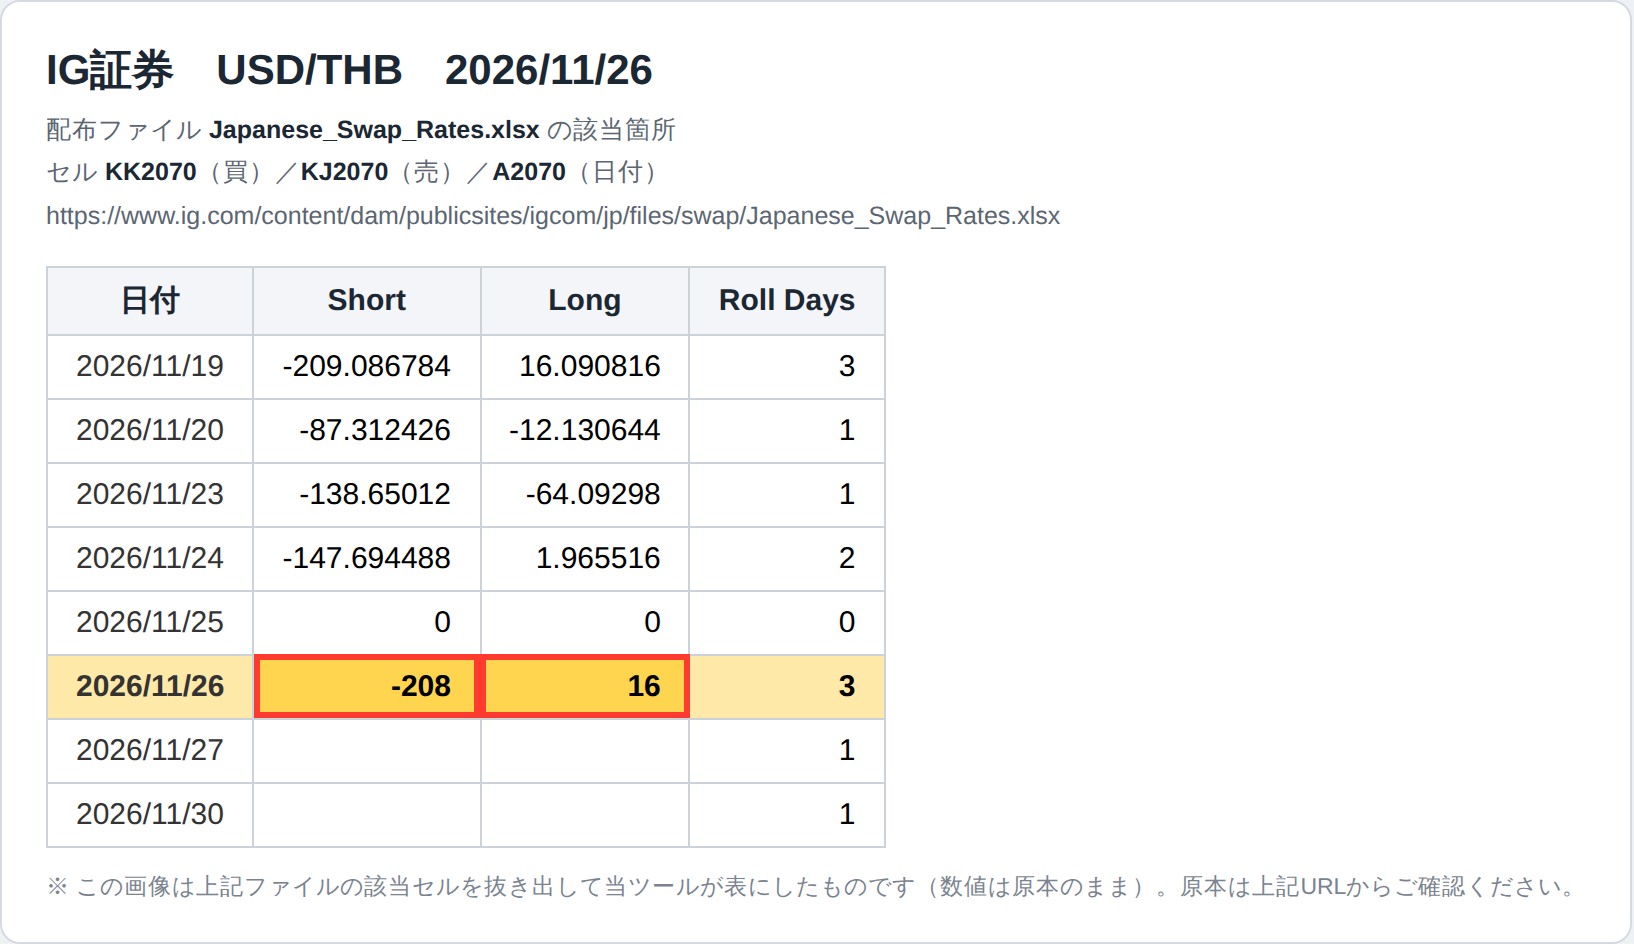 IG証券　USD/THB　2026/11/26
配布ファイル Japanese_Swap_Rates.xlsx の該当箇所
セル KK2070（買）／KJ2070（売）／A2070（日付）
https://www.ig.com/content/dam/publicsites/igcom/jp/files/swap/Japanese_Swap_Rates.xlsx
日付 Short Long Roll Days
2026/11/19 -209.086784 16.090816 3
2026/11/20 -87.312426 -12.130644 1
2026/11/23 -138.65012 -64.09298 1
2026/11/24 -147.694488 1.965516 2
2026/11/25 0 0 0
2026/11/26 -208 16 3
2026/11/27 1
2026/11/30 1
※ この画像は上記ファイルの該当セルを抜き出して当ツールが表にしたものです（数値は原本のまま）。原本は上記URLからご確認ください。